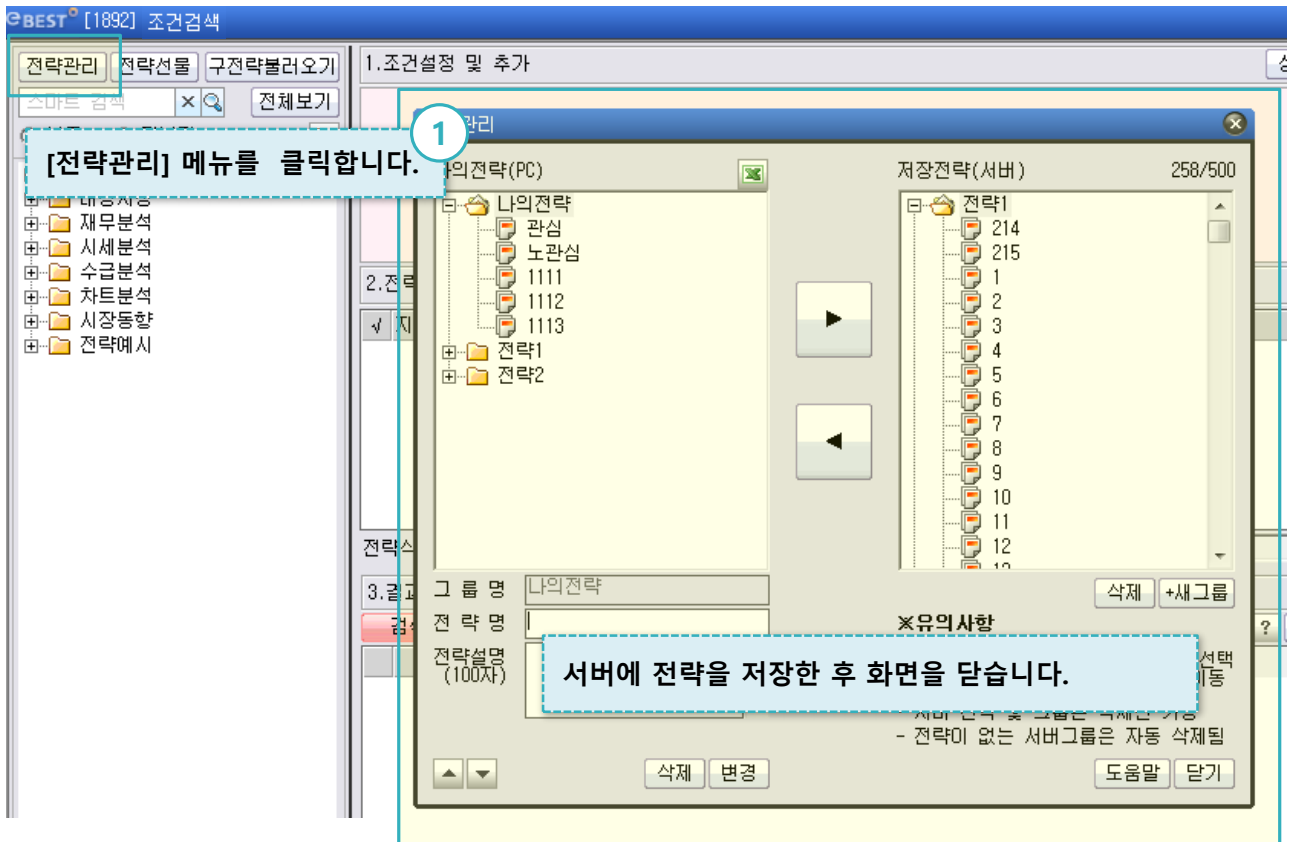 eBEST [1892] 조건검색
전략관리 전략선물 구전략불러오기
1.조건설정 및 추가
스마트 검색 전체보기
1
[전략관리] 메뉴를 클릭합니다.
재무분석
시세분석
수급분석
차트분석
시장동향
전략예시
나의전략(PC)
나의전략
관심
노관심
1111
1112
1113
전략1
전략2
저장전략(서버) 258/500
전략1
214
215
1
2
3
4
5
6
7
8
9
10
11
12
삭제 +새그룹
그 룹 명 나의전략
전 략 명
전략설명
(100자)
※유의사항
서버에 전략을 저장한 후 화면을 닫습니다.
선택
- 전략이 없는 서버그룹은 자동 삭제됨
삭제 변경
도움말 닫기
?